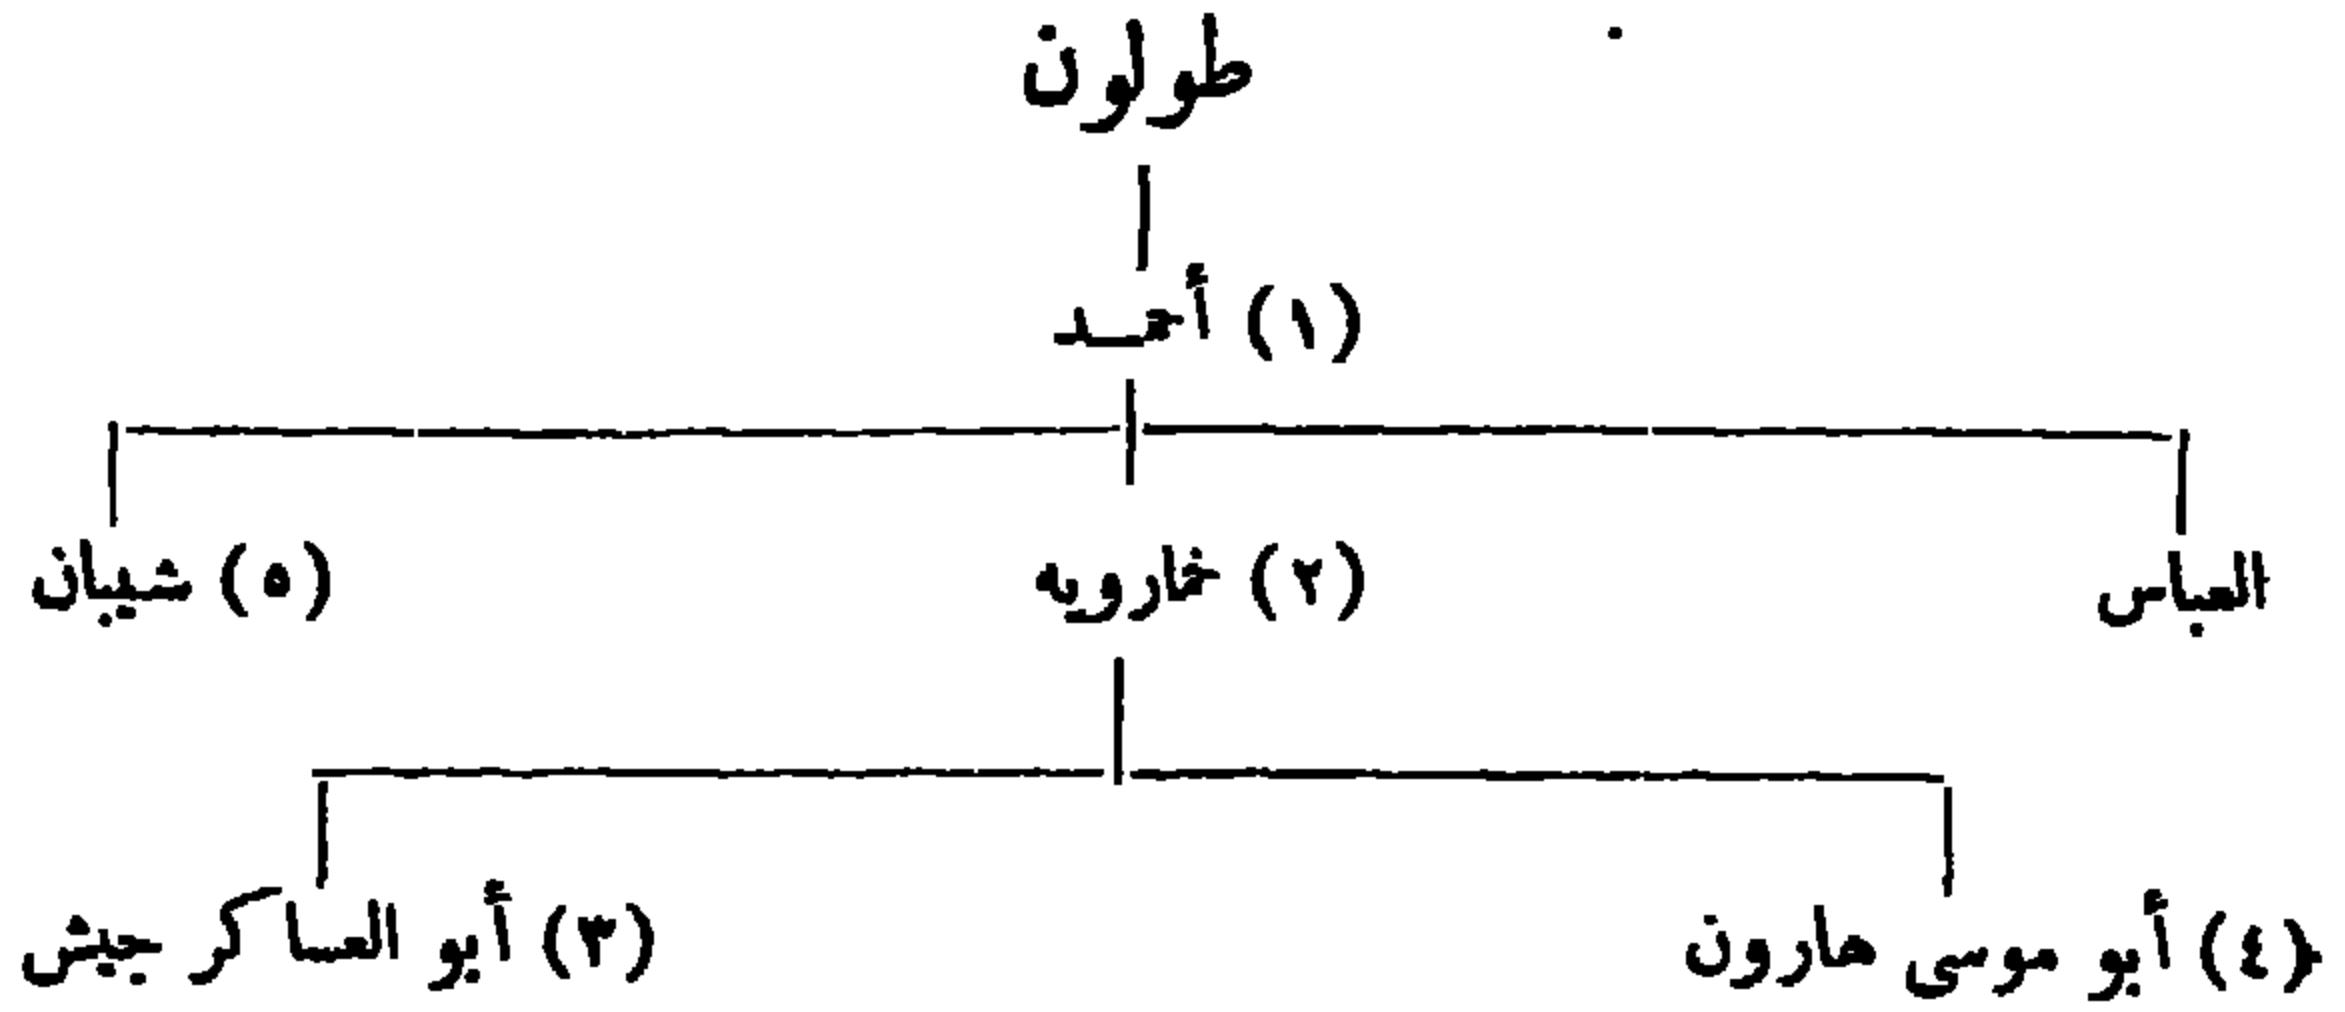 طولون
(١) أحمد
العباس (٢) خمارويه (٥) شيبان
(٤) أبو موسى هارون (٣) أبو العساكر جيش